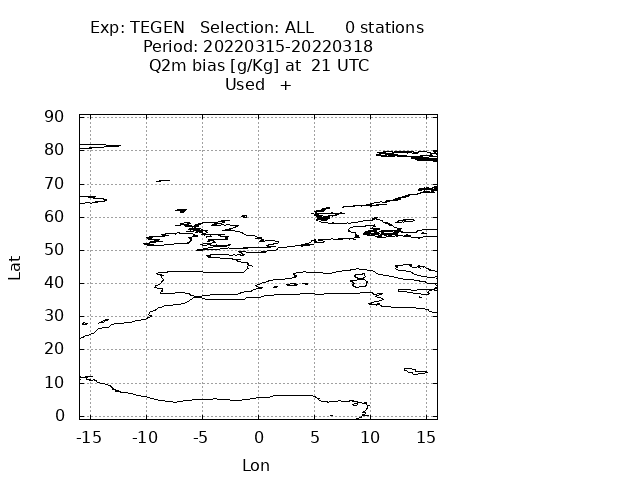 Exp: TEGEN   Selection: ALL      0 stations
Period: 20220315-20220318
Q2m bias [g/Kg] at  21 UTC
Used   +
90
80
70
60
50
40
30
20
10
0
Lat
-15 -10 -5 0 5 10 15
Lon